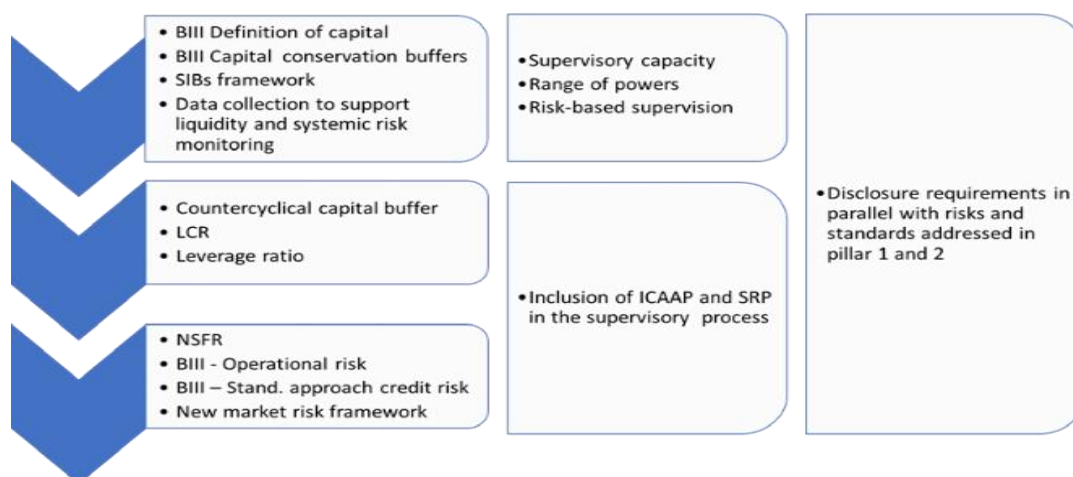 • BIII Definition of capital
• BIII Capital conservation buffers
• SIBs framework
• Data collection to support
liquidity and systemic risk
monitoring
• Supervisory capacity
• Range of powers
• Risk-based supervision
• Countercyclical capital buffer
• LCR
• Leverage ratio
• Inclusion of ICAAP and SRP
in the supervisory process
• NSFR
• BIII - Operational risk
• BIII – Stand. approach credit risk
• New market risk framework
• Disclosure requirements in
parallel with risks and
standards addressed in
pillar 1 and 2